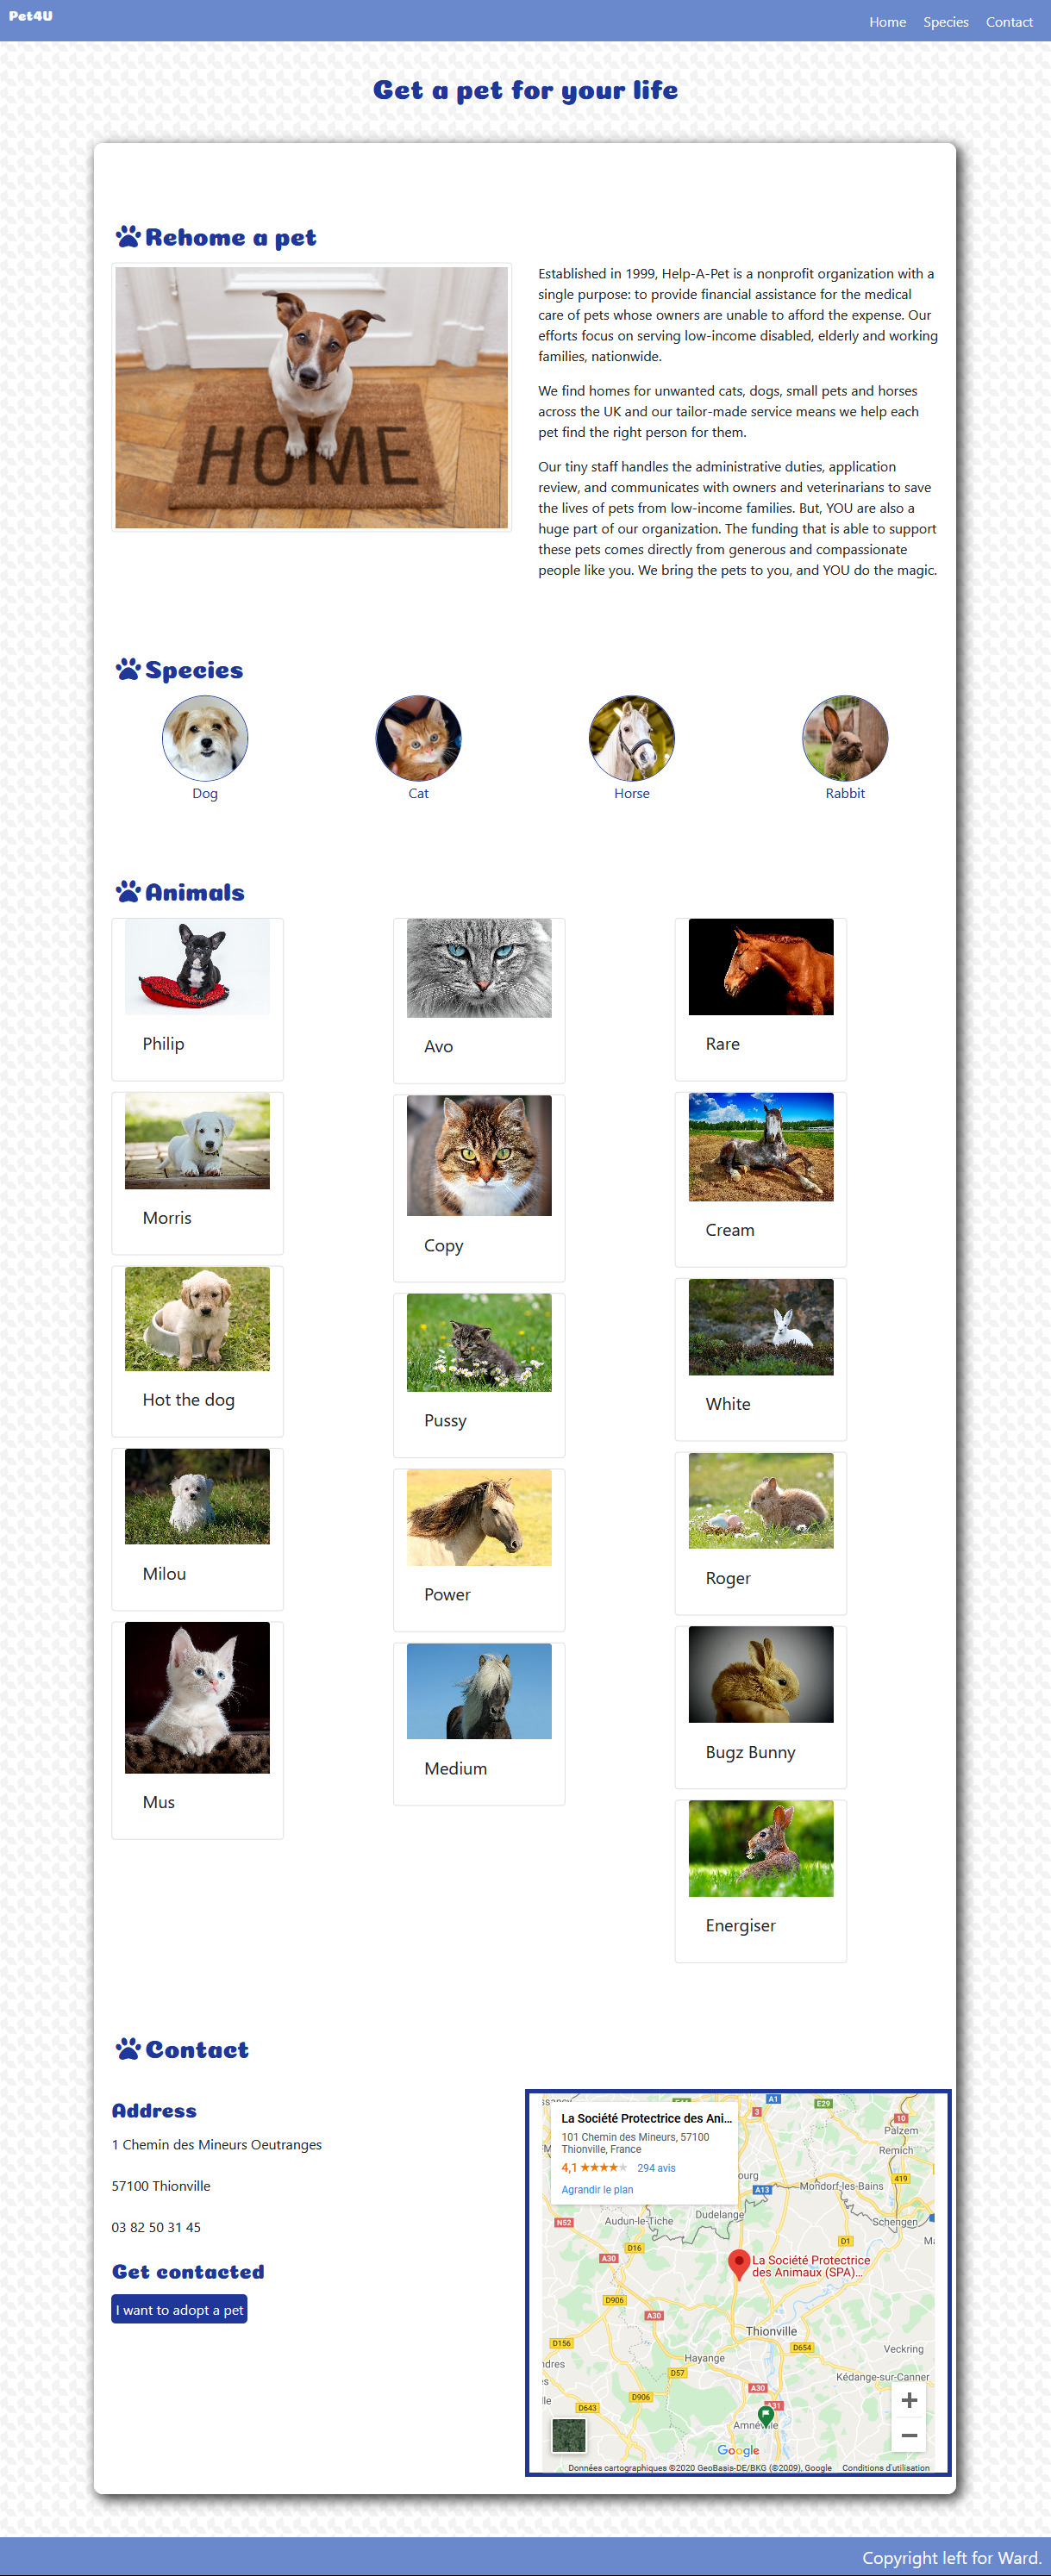 Pet4U
Home Species Contact
Get a pet for your life
Rehome a pet
HOME
Established in 1999, Help-A-Pet is a nonprofit organization with a
single purpose: to provide financial assistance for the medical
care of pets whose owners are unable to afford the expense. Our
efforts focus on serving low-income disabled, elderly and working
families, nationwide.
We find homes for unwanted cats, dogs, small pets and horses
across the UK and our tailor-made service means we help each
pet find the right person for them.
Our tiny staff handles the administrative duties, application
review, and communicates with owners and veterinarians to save
the lives of pets from low-income families. But, YOU are also a
huge part of our organization. The funding that is able to support
these pets comes directly from generous and compassionate
people like you. We bring the pets to you, and YOU do the magic.
Species
Dog
Cat
Horse
Rabbit
Animals
Philip
Morris
Hot the dog
Milou
Mus
Avo
Copy
Pussy
Power
Medium
Rare
Cream
White
Roger
Bugz Bunny
Energiser
Contact
Address
1 Chemin des Mineurs Oeutranges
57100 Thionville
03 82 50 31 45
Get contacted
I want to adopt a pet
La Société Protectrice des Ani...
101 Chemin des Mineurs, 57100
Thionville, France
4,1 294 avis
Agrandir le plan
A1
E29
3
10
Palzem
Remich
419
A13
Mondorf-les-Bains
Dudelange
N52
Audun-le-Tiche
Schengen
D16
D1
A30
La Société Protectrice
des Animaux (SPA)...
D906
A30
Thionville
D156
D654
Hayange
Veckring
D57
Kédange-sur-Canner
A30
D906
D643
A31
Amnéville
Google
Données cartographiques ©2020 GeoBasis-DE/BKG (©2009), Google Conditions d'utilisation
Copyright left for Ward.